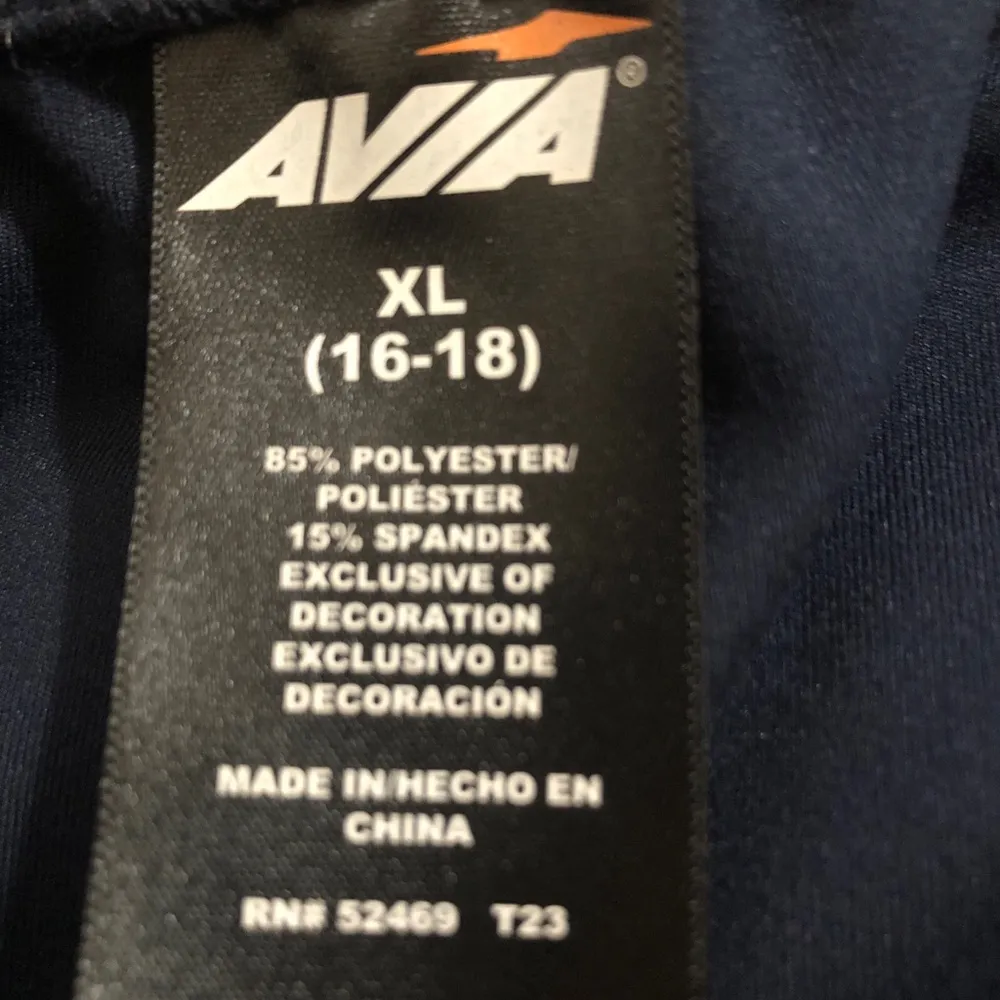 AVIA®
XL
(16-18)
85% POLYESTER/
POLIÉSTER
15% SPANDEX
EXCLUSIVE OF
DECORATION
EXCLUSIVO DE
DECORACIÓN
MADE IN/HECHO EN
CHINA
RN# 52469 T23